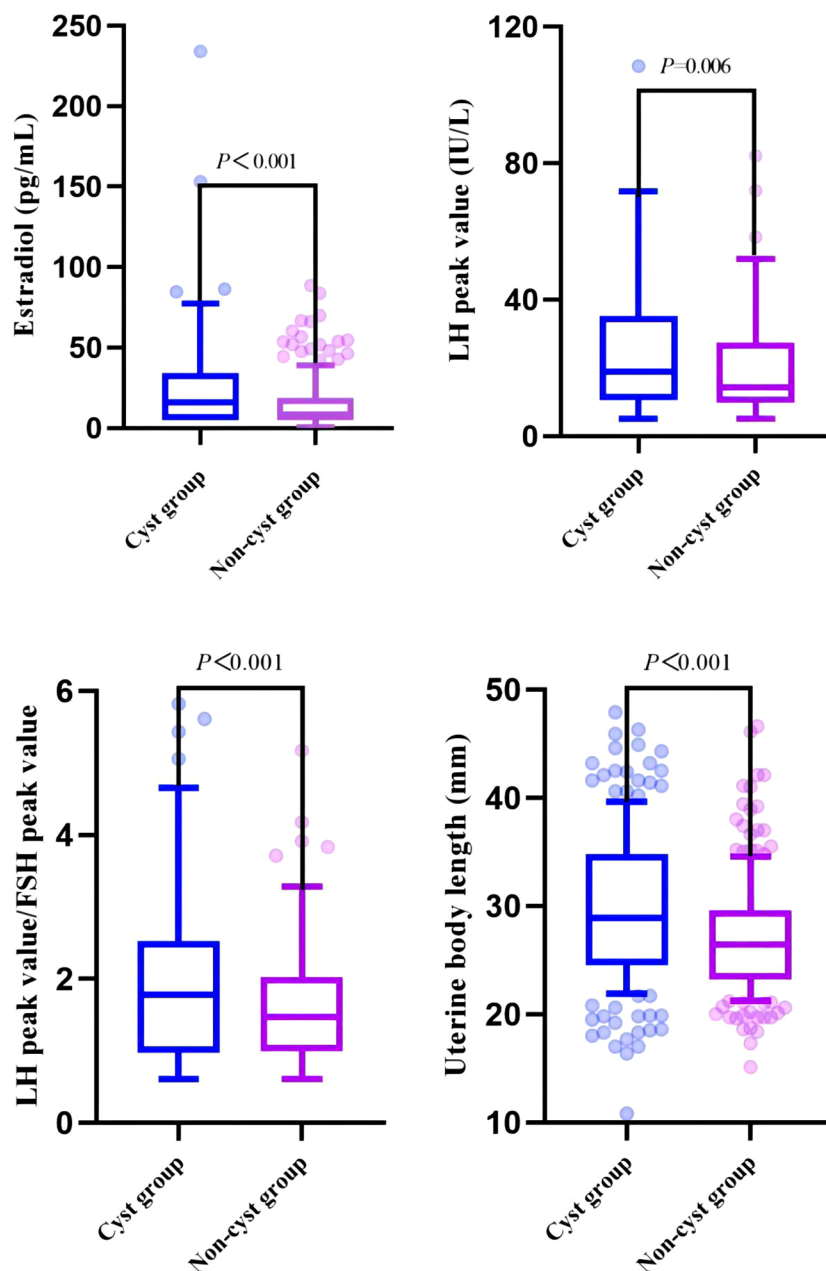 Estradiol (pg/mL)
250
200
150
100
50
0
P<0.001
Cyst group
Non-cyst group
LH peak value (IU/L)
120
80
40
0
P=0.006
Cyst group
Non-cyst group
LH peak value/FSH peak value
6
4
2
0
P<0.001
Cyst group
Non-cyst group
Uterine body length (mm)
50
40
30
20
10
P<0.001
Cyst group
Non-cyst group